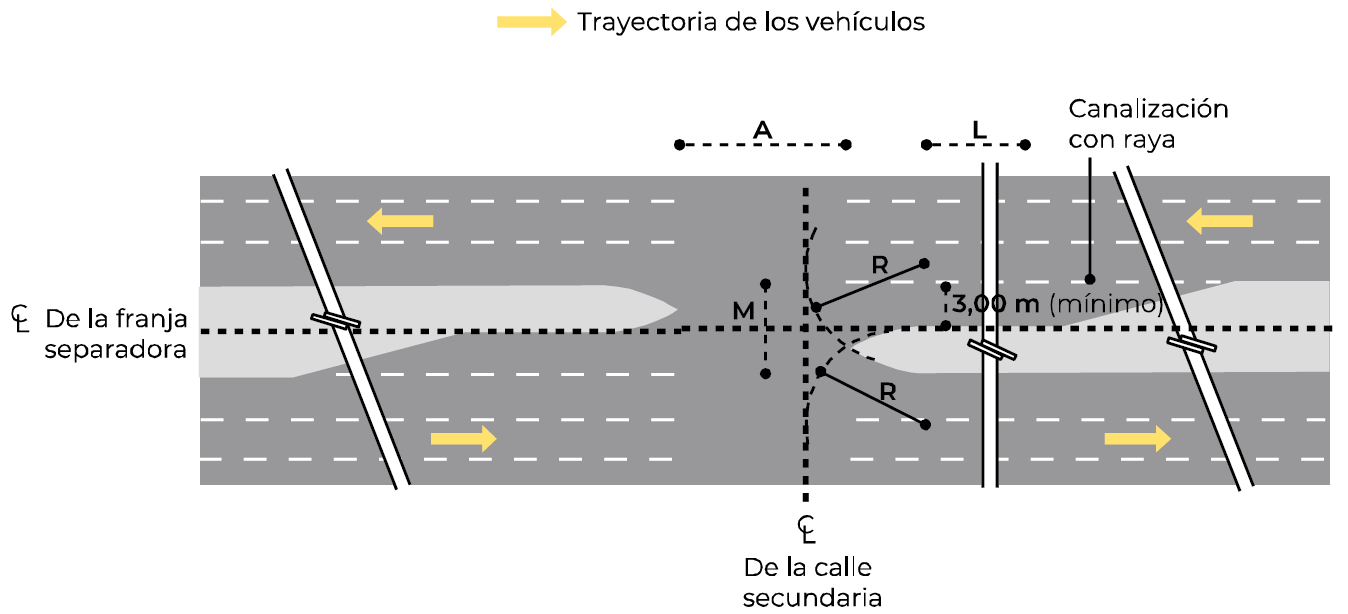 Trayectoria de los vehículos
A
L
Canalización
con raya
R
M
3,00 m (mínimo)
℄ De la franja
separadora
R
℄
De la calle
secundaria